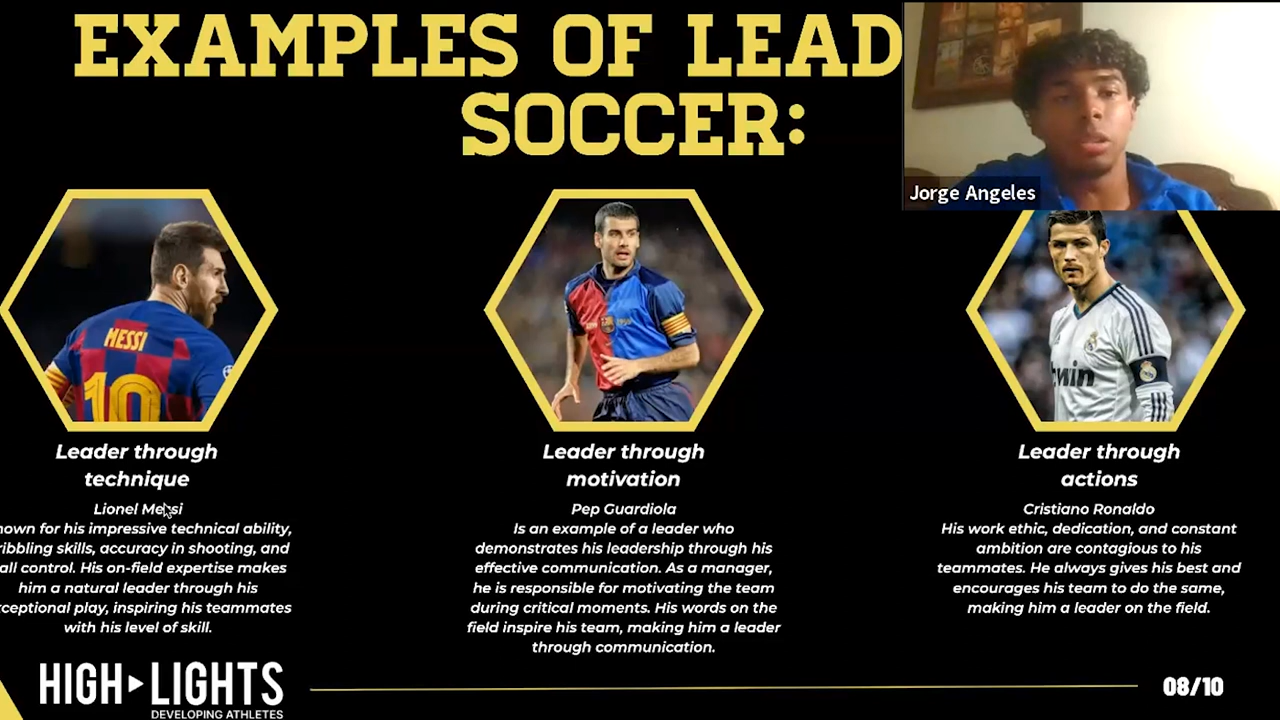 EXAMPLES OF LEAD
SOCCER:
Jorge Angeles
MESSI
10
Leader through
technique
Lionel Messi
nown for his impressive technical ability,
ribbling skills, accuracy in shooting, and
all control. His on-field expertise makes
him a natural leader through his
ceptional play, inspiring his teammates
with his level of skill.
Leader through
motivation
Pep Guardiola
Is an example of a leader who
demonstrates his leadership through his
effective communication. As a manager,
he is responsible for motivating the team
during critical moments. His words on the
field inspire his team, making him a leader
through communication.
twin
Leader through
actions
Cristiano Ronaldo
His work ethic, dedication, and constant
ambition are contagious to his
teammates. He always gives his best and
encourages his team to do the same,
making him a leader on the field.
HIGH LIGHTS
DEVELOPING ATHLETES
08/10